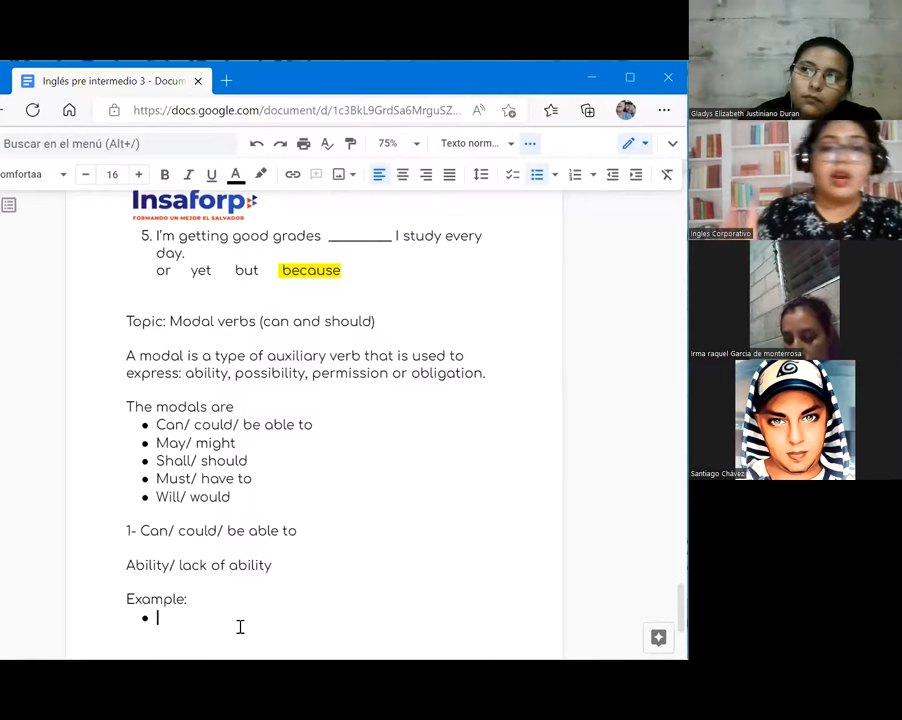 Inglés pre intermedio 3 - Docum
https://docs.google.com/document/d/1c3BkL9GrdSa6MrguSZ...
Buscar en el menú (Alt+/)
75%
Texto norm...
omfortaa
16
Insaforp
FORMANDO UN MEJOR EL SALVADOR
5. I'm getting good grades _________ I study every
day.
or yet but because
Topic: Modal verbs (can and should)
A modal is a type of auxiliary verb that is used to
express: ability, possibility, permission or obligation.
The modals are
Can/ could/ be able to
May/ might
Shall/ should
Must/ have to
Will/ would
1- Can/ could/ be able to
Ability/ lack of ability
Example:
Gladys Elizabeth Justiniano Duran
Ingles Corporativo
Irma raquel Garcia de monterrosa
Santiago Chávez